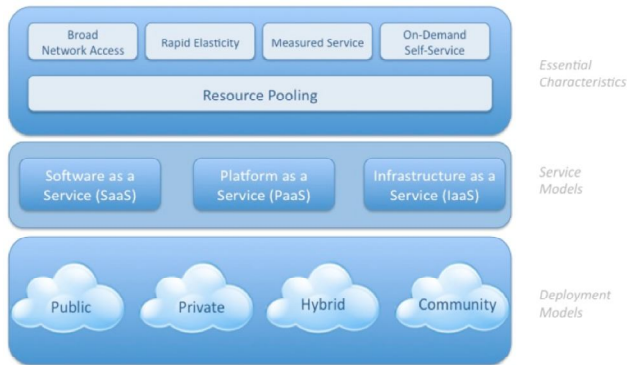 Broad
Network Access
Rapid Elasticity
Measured Service
On-Demand
Self-Service
Resource Pooling
Essential
Characteristics
Software as a
Service (SaaS)
Platform as a
Service (PaaS)
Infrastructure as a
Service (IaaS)
Service
Models
Public
Private
Hybrid
Community
Deployment
Models